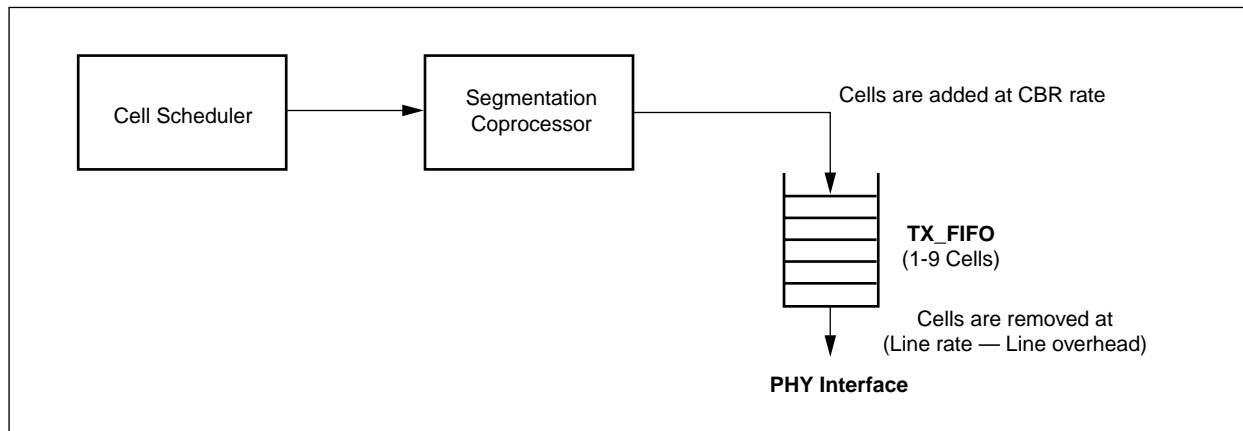 Cell Scheduler
Segmentation
Coprocessor
Cells are added at CBR rate
TX_FIFO
(1-9 Cells)
Cells are removed at
(Line rate — Line overhead)
PHY Interface